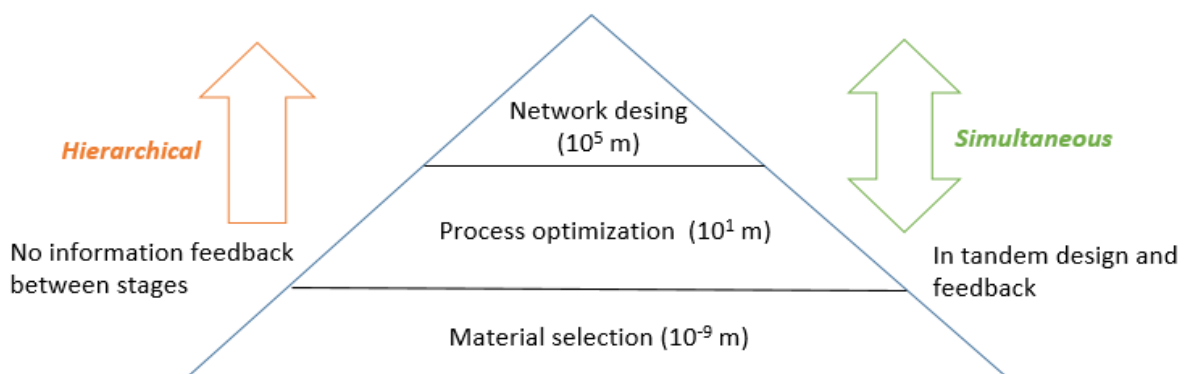 Network desing
(10⁵ m)
Hierarchical
Simultaneous
Process optimization (10¹ m)
No information feedback
between stages
In tandem design and
feedback
Material selection (10⁻⁹ m)